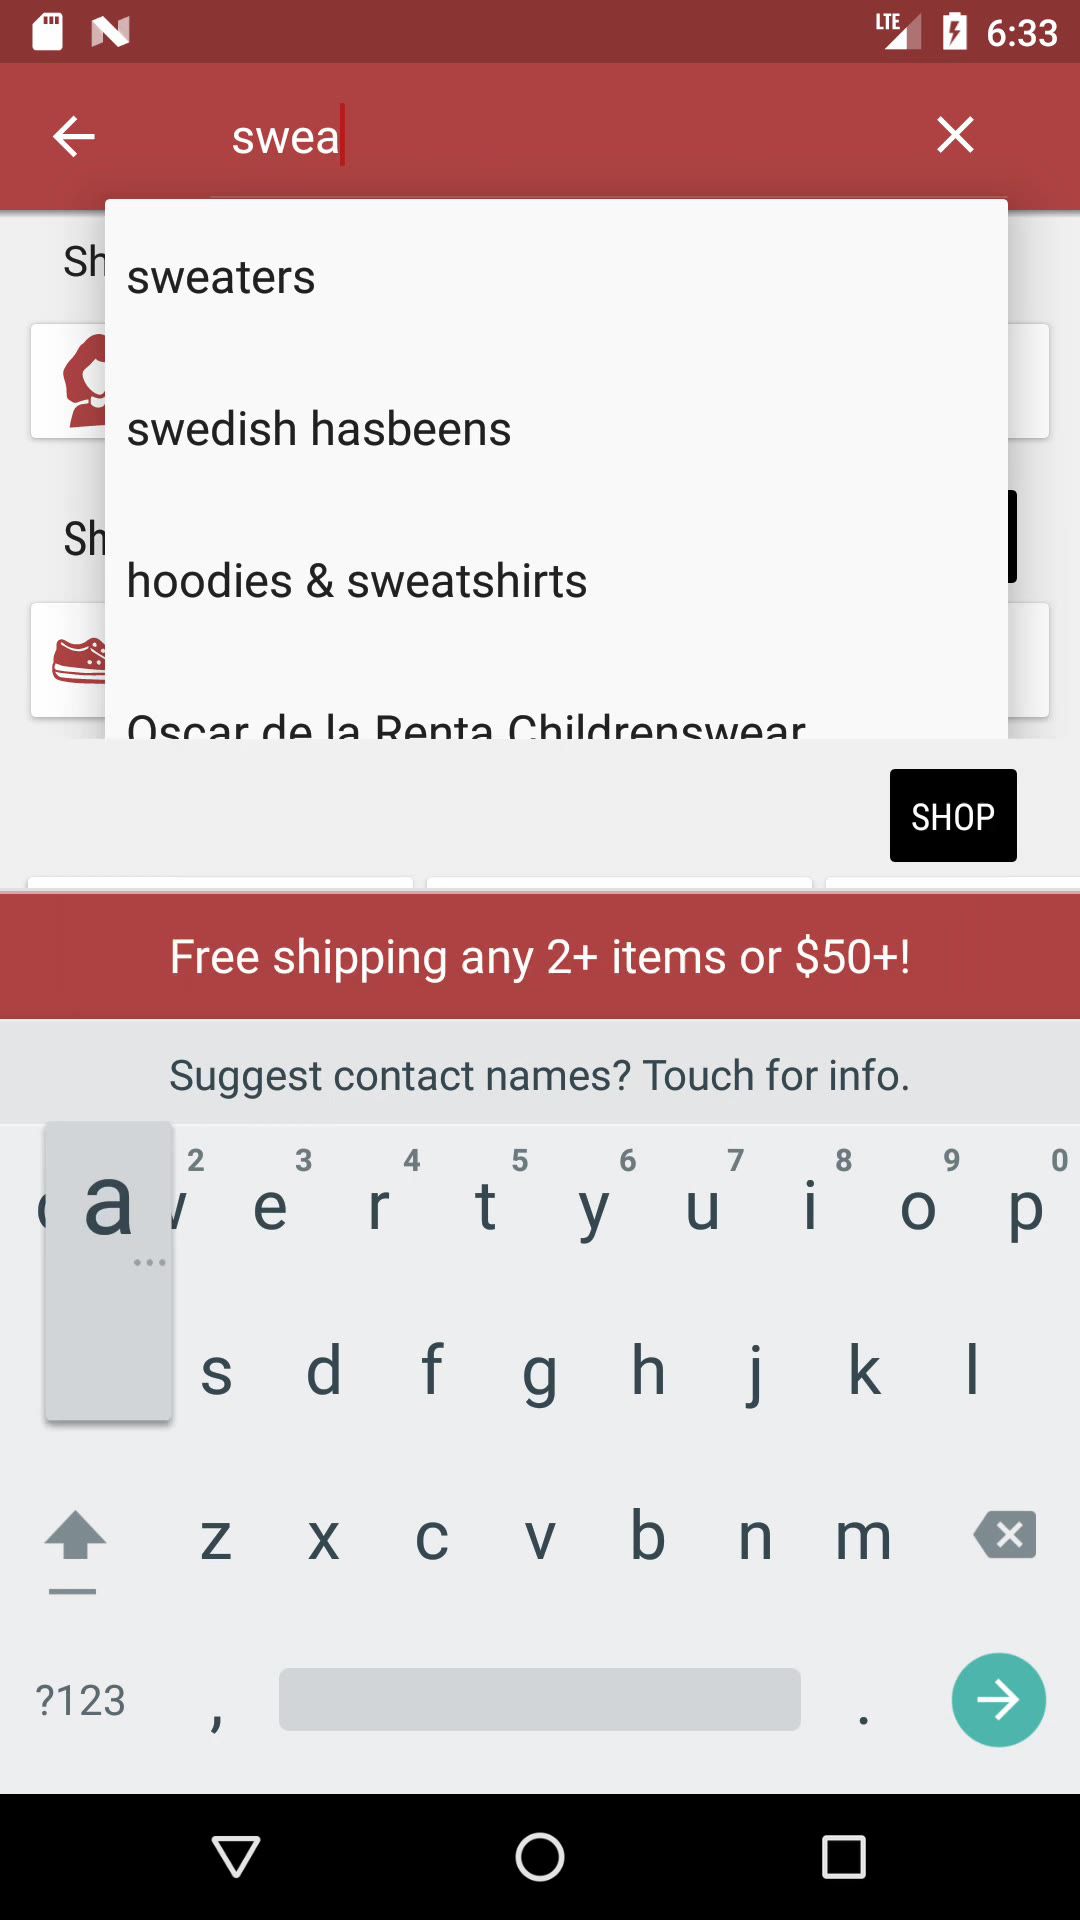 LTE 6:33
swea
Sh
sweaters
swedish hasbeens
Sh
hoodies & sweatshirts
Oscar de la Renta Childrenswear
SHOP
Free shipping any 2+ items or $50+!
Suggest contact names? Touch for info.
2 3 4 5 6 7 8 9 0
a e r t y u i o p
s d f g h j k l
z x c v b n m
?123 , .